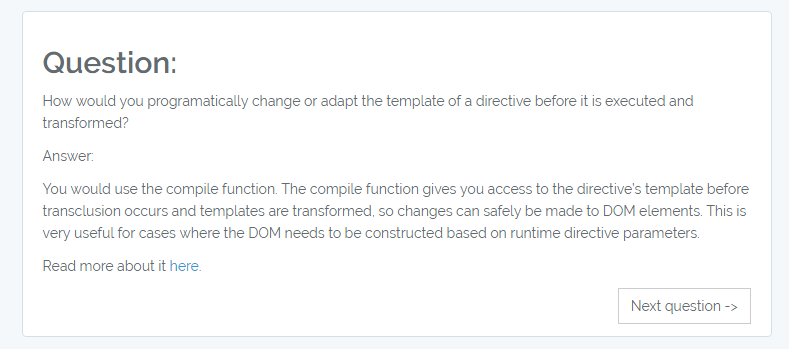 Question:
How would you programatically change or adapt the template of a directive before it is executed and
transformed?
Answer:
You would use the compile function. The compile function gives you access to the directive's template before
transclusion occurs and templates are transformed, so changes can safely be made to DOM elements. This is
very useful for cases where the DOM needs to be constructed based on runtime directive parameters.
Read more about it here.
Next question ->